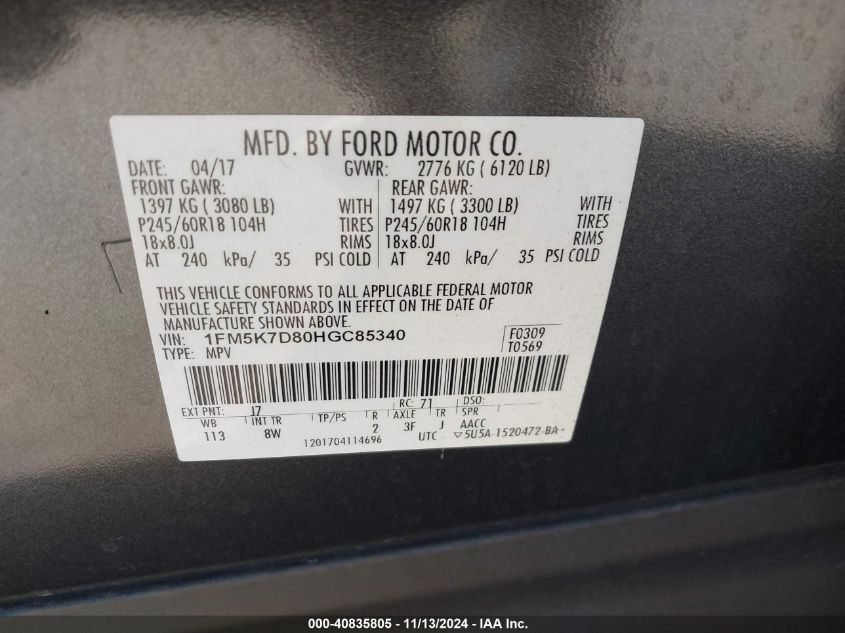 MFD. BY FORD MOTOR CO.
DATE: 04/17 GVWR: 2776 KG ( 6120 LB)
FRONT GAWR: REAR GAWR:
1397 KG ( 3080 LB) WITH 1497 KG ( 3300 LB) WITH
P245/60R18 104H TIRES P245/60R18 104H TIRES
18x8.0J RIMS 18x8.0J RIMS
AT 240 kPa/ 35 PSI COLD AT 240 kPa/ 35 PSI COLD
THIS VEHICLE CONFORMS TO ALL APPLICABLE FEDERAL MOTOR
VEHICLE SAFETY STANDARDS IN EFFECT ON THE DATE OF
MANUFACTURE SHOWN ABOVE.
VIN: 1FM5K7D80HGC85340 F0309
TYPE: MPV T0569
EXT PNT: J7 RC: 71 DSO:
WB INT TR TP/PS R AXLE TR SPR
113 8W 2 3F J AACC
1201704114696 UTC ▽5U5A-1520472-BA
000-40835805 — 11/13/2024 — IAA Inc.